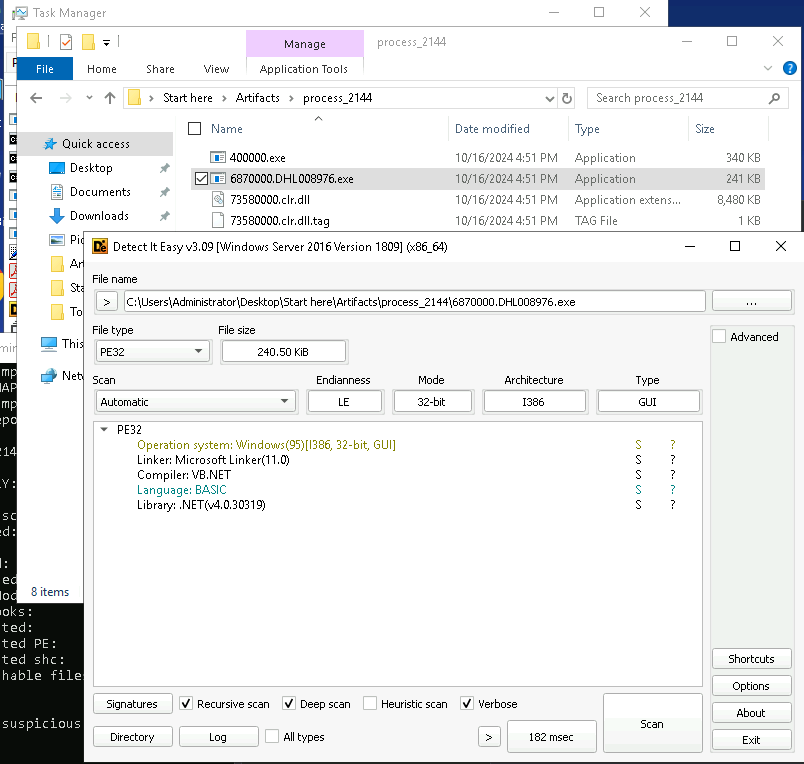 Task Manager
Manage
process_2144
File
Home
Share
View
Application Tools
Start here
Artifacts
process_2144
Search process_2144
Quick access
Desktop
Documents
Downloads
Pic
Ar
Sta
To
This
Net
8 items
Name
Date modified
Type
Size
400000.exe
10/16/2024 4:51 PM
Application
340 KB
6870000.DHL008976.exe
10/16/2024 4:51 PM
Application
241 KB
73580000.clr.dll
10/16/2024 4:51 PM
Application extens...
8,480 KB
73580000.clr.dll.tag
10/16/2024 4:51 PM
TAG File
1 KB
Detect It Easy v3.09 [Windows Server 2016 Version 1809] (x86_64)
File name
>
C:\Users\Administrator\Desktop\Start here\Artifacts\process_2144\6870000.DHL008976.exe
...
File type
File size
PE32
240.50 KiB
Advanced
Scan
Endianness
Mode
Architecture
Type
Automatic
LE
32-bit
I386
GUI
PE32
Operation system: Windows(95)[I386, 32-bit, GUI]
S
?
Linker: Microsoft Linker(11.0)
S
?
Compiler: VB.NET
S
?
Language: BASIC
S
?
Library: .NET(v4.0.30319)
S
?
Shortcuts
Options
About
Exit
Signatures
Recursive scan
Deep scan
Heuristic scan
Verbose
Scan
Directory
Log
All types
>
182 msec
ooks:
ted:
ted PE:
ted shc:
hable file
suspicious